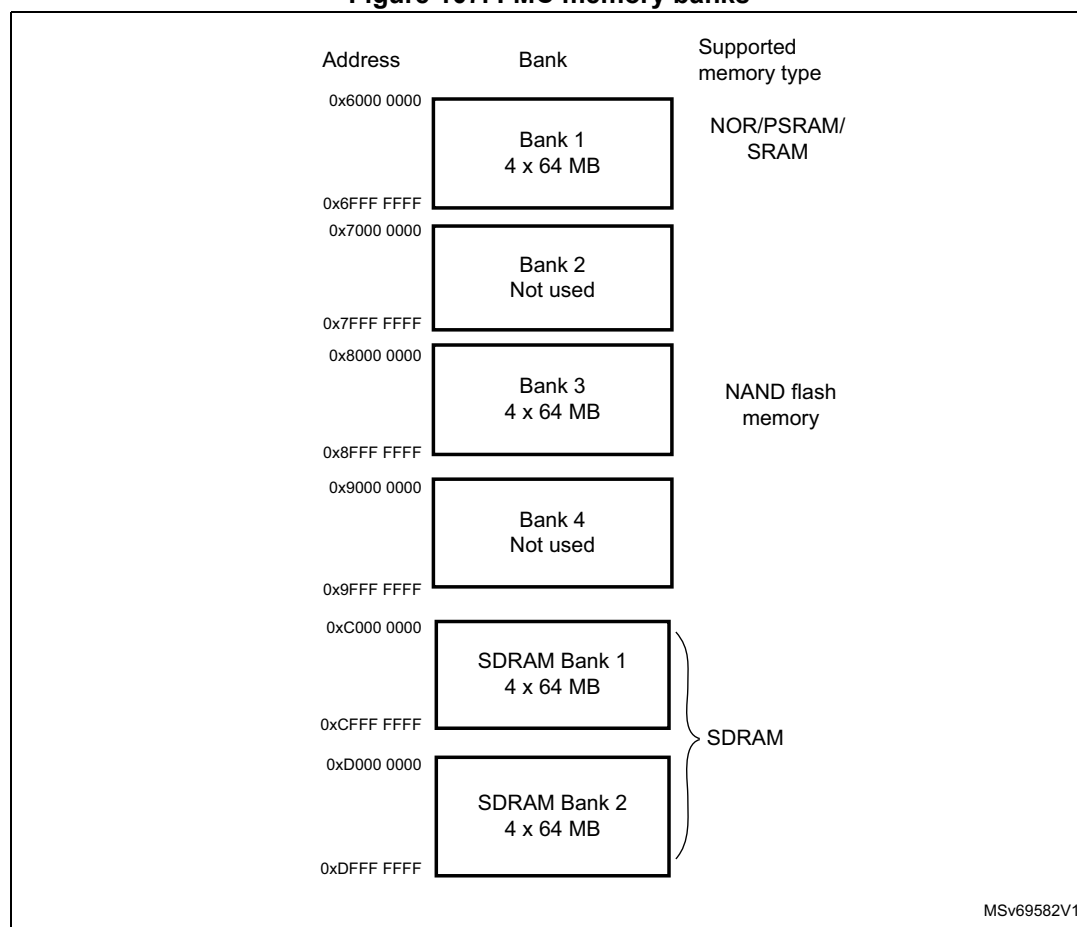 Address Bank Supported
memory type
0x6000 0000
Bank 1
4 x 64 MB
NOR/PSRAM/
SRAM
0x6FFF FFFF
0x7000 0000
Bank 2
Not used
0x7FFF FFFF
0x8000 0000
Bank 3
4 x 64 MB
NAND flash
memory
0x8FFF FFFF
0x9000 0000
Bank 4
Not used
0x9FFF FFFF
0xC000 0000
SDRAM Bank 1
4 x 64 MB
0xCFFF FFFF
SDRAM
0xD000 0000
SDRAM Bank 2
4 x 64 MB
0xDFFF FFFF
MSv69582V1